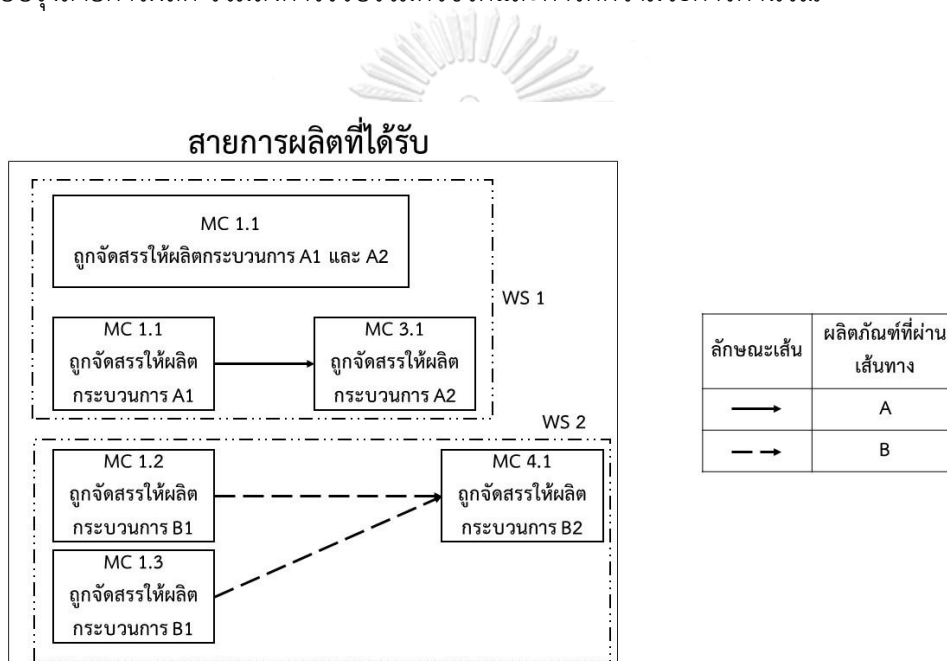 สายการผลิตที่ได้รับ
MC 1.1
ถูกจัดสรรให้ผลิตกระบวนการ A1 และ A2
WS 1
MC 1.1
ถูกจัดสรรให้ผลิต
กระบวนการ A1
MC 3.1
ถูกจัดสรรให้ผลิต
กระบวนการ A2
WS 2
MC 1.2
ถูกจัดสรรให้ผลิต
กระบวนการ B1
MC 4.1
ถูกจัดสรรให้ผลิต
กระบวนการ B2
MC 1.3
ถูกจัดสรรให้ผลิต
กระบวนการ B1
ลักษณะเส้น
ผลิตภัณฑ์ที่ผ่าน
เส้นทาง
A
B